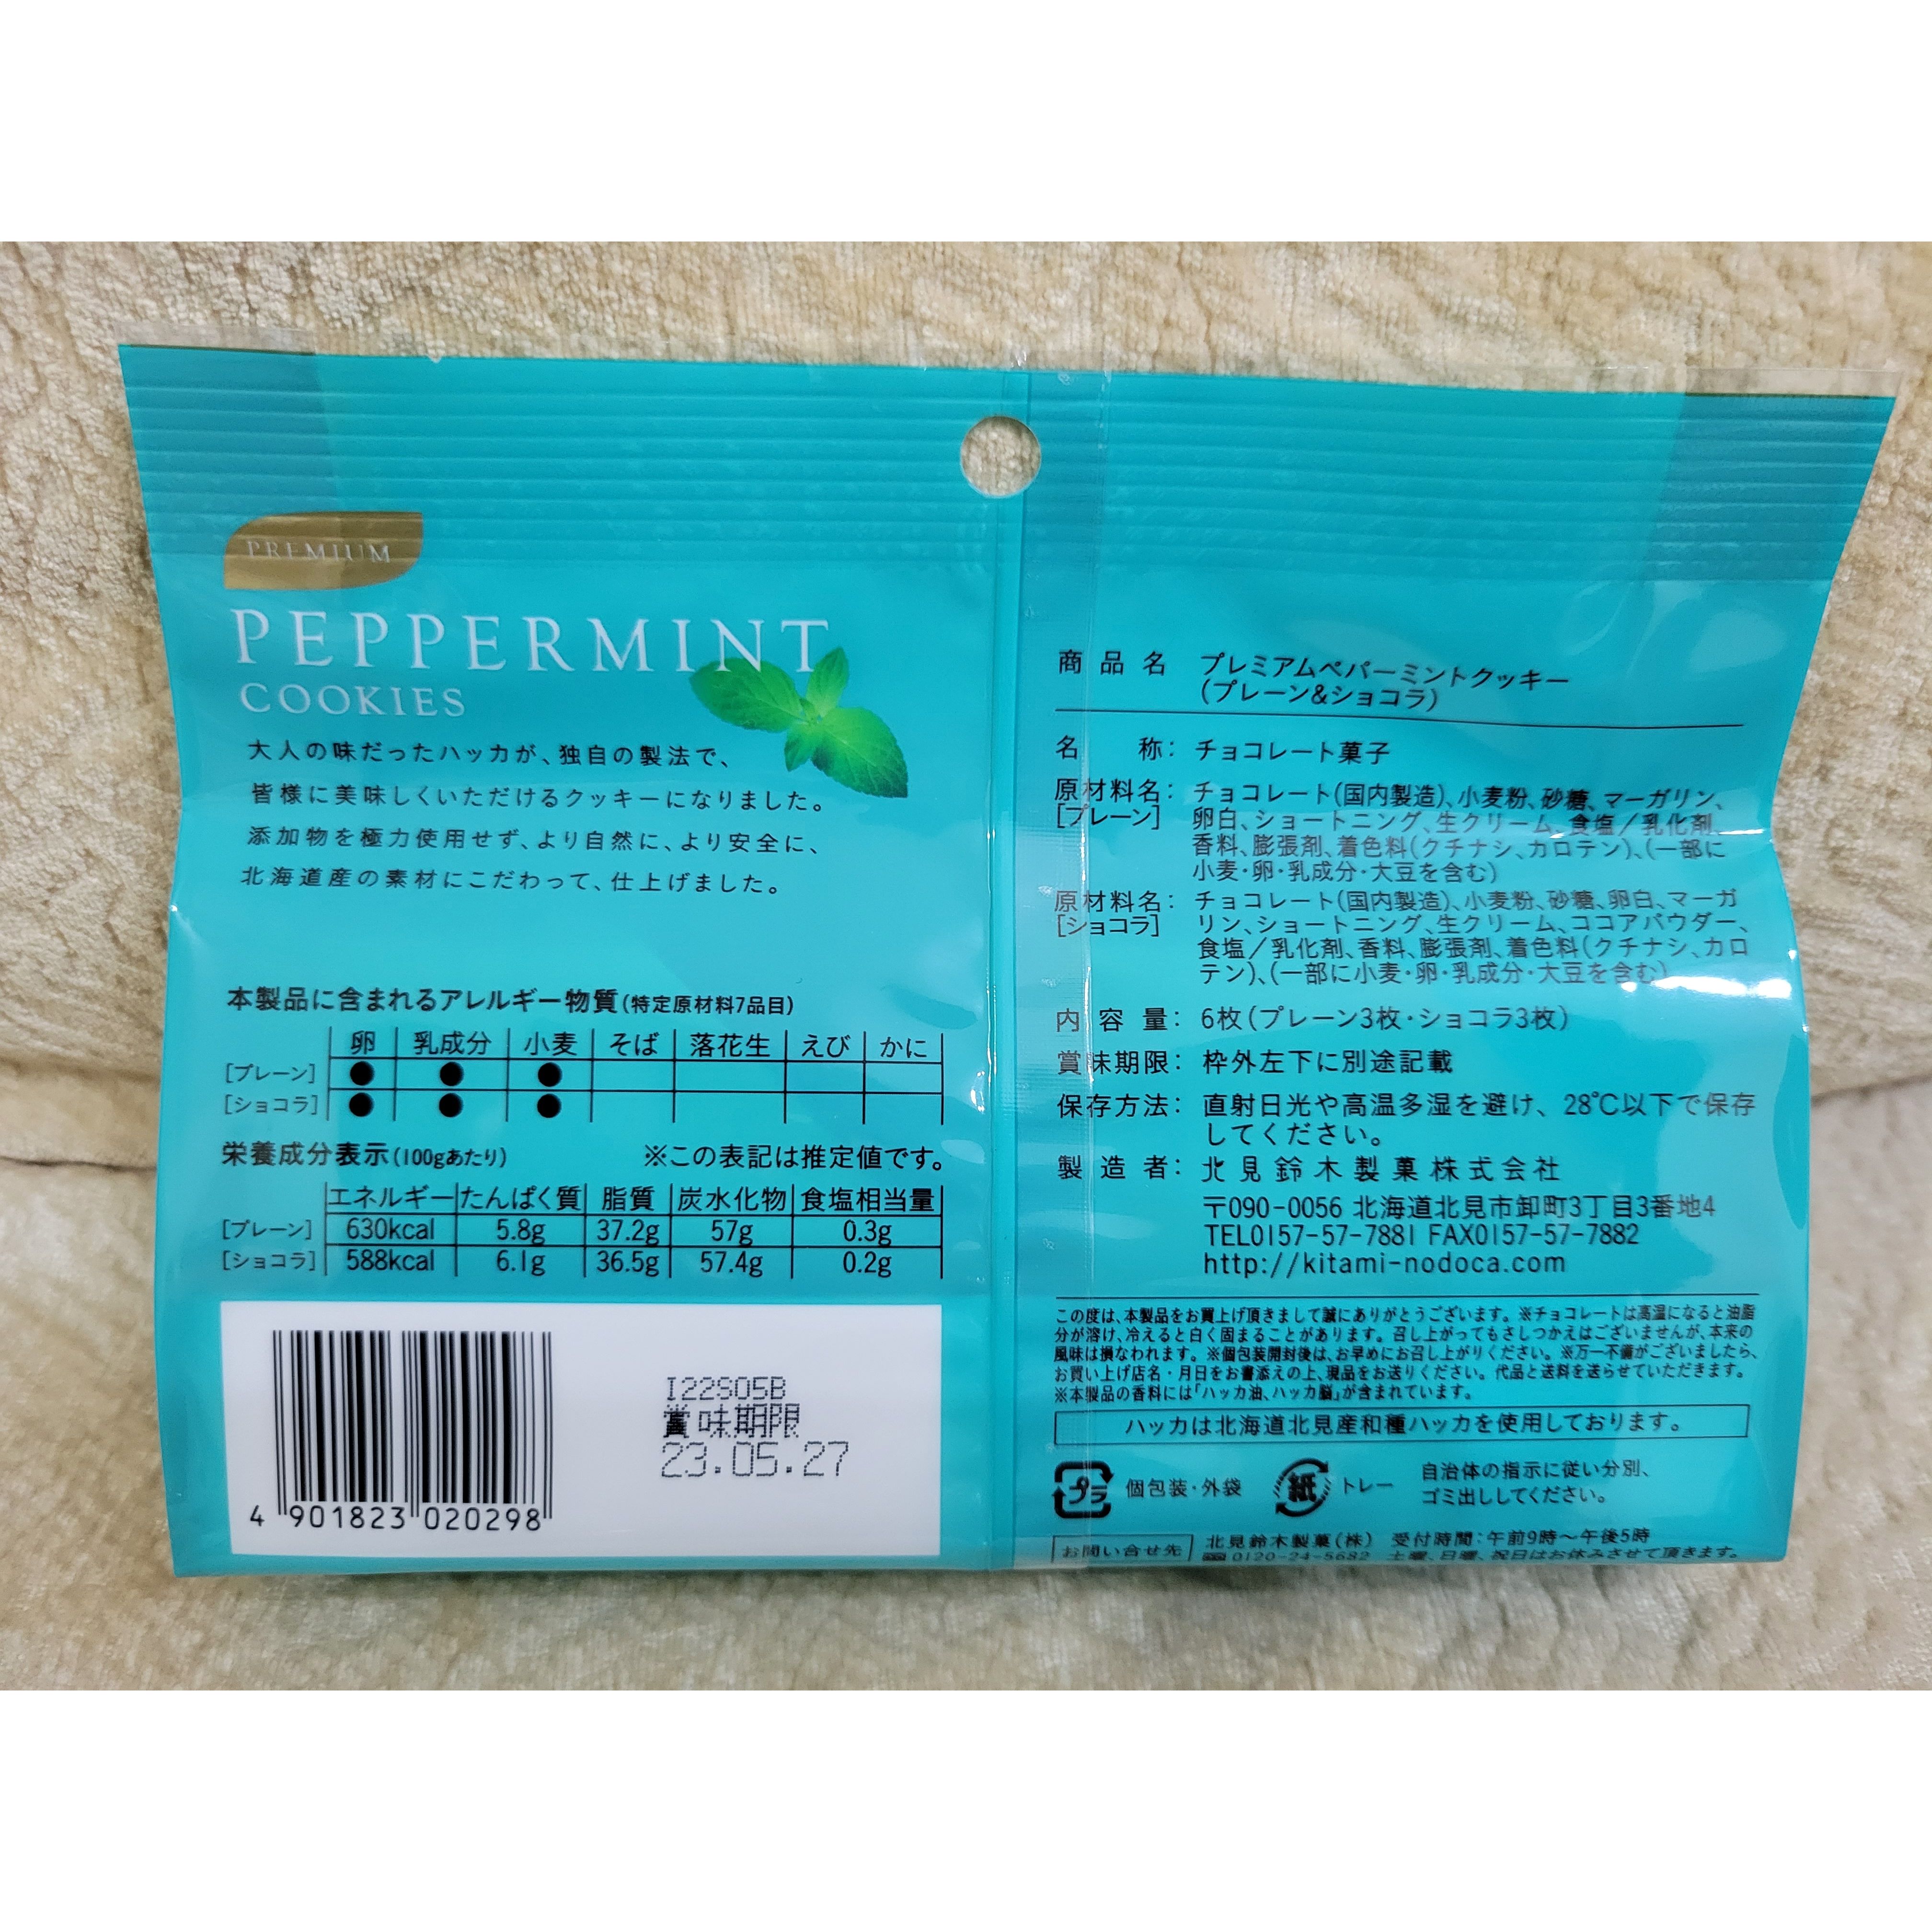 PREMIUM
PEPPERMINT
COOKIES
大人の味だったハッカが、独自の製法で、
皆様に美味しくいただけるクッキーになりました。
添加物を極力使用せず、より自然に、より安全に、
北海道産の素材にこだわって、仕上げました。
本製品に含まれるアレルギー物質(特定原材料7品目)
卵 乳成分 小麦 そば 落花生 えび かに
[プレーン] ● ● ●
[ショコラ] ● ● ●
栄養成分表示(100gあたり) ※この表記は推定値です。
エネルギー たんぱく質 脂質 炭水化物 食塩相当量
[プレーン] 630kcal 5.8g 37.2g 57g 0.3g
[ショコラ] 588kcal 6.1g 36.5g 57.4g 0.2g
4 901823 020298
I22S05B
賞味期限
23.05.27
商品名 プレミアムペパーミントクッキー
(プレーン&ショコラ)
名称: チョコレート菓子
原材料名: チョコレート(国内製造)、小麦粉、砂糖、マーガリン、
[プレーン] 卵白、ショートニング、生クリーム、食塩/乳化剤、
香料、膨張剤、着色料(クチナシ、カロテン)、(一部に
小麦・卵・乳成分・大豆を含む)
原材料名: チョコレート(国内製造)、小麦粉、砂糖、卵白、マーガ
[ショコラ] リン、ショートニング、生クリーム、ココアパウダー、
食塩/乳化剤、香料、膨張剤、着色料(クチナシ、カロ
テン)、(一部に小麦・卵・乳成分・大豆を含む)
内容量: 6枚(プレーン3枚・ショコラ3枚)
賞味期限: 枠外左下に別途記載
保存方法: 直射日光や高温多湿を避け、28℃以下で保存
してください。
製造者: 北見鈴木製菓株式会社
〒090-0056 北海道北見市卸町3丁目3番地4
TEL0157-57-7881 FAX0157-57-7882
http://kitami-nodoca.com
この度は、本製品をお買上げ頂きまして誠にありがとうございます。※チョコレートは高温になると油脂
分が溶け、冷えると白く固まることがあります。召し上がってもさしつかえはございませんが、本来の
風味は損なわれます。※個包装開封後は、お早めにお召し上がりください。※万一不備がございましたら、
お買い上げ店名・月日をお書添えの上、現品をお送りください。代品と送料を送らせていただきます。
※本製品の香料には「ハッカ油、ハッカ脳」が含まれています。
ハッカは北海道北見産和種ハッカを使用しております。
プラ 個包装・外袋 紙 トレー 自治体の指示に従い分別、
ゴミ出ししてください。
お問い合せ先 北見鈴木製菓(株) 受付時間:午前9時~午後5時
0120-24-5682 土曜、日曜、祝日はお休みさせて頂きます。